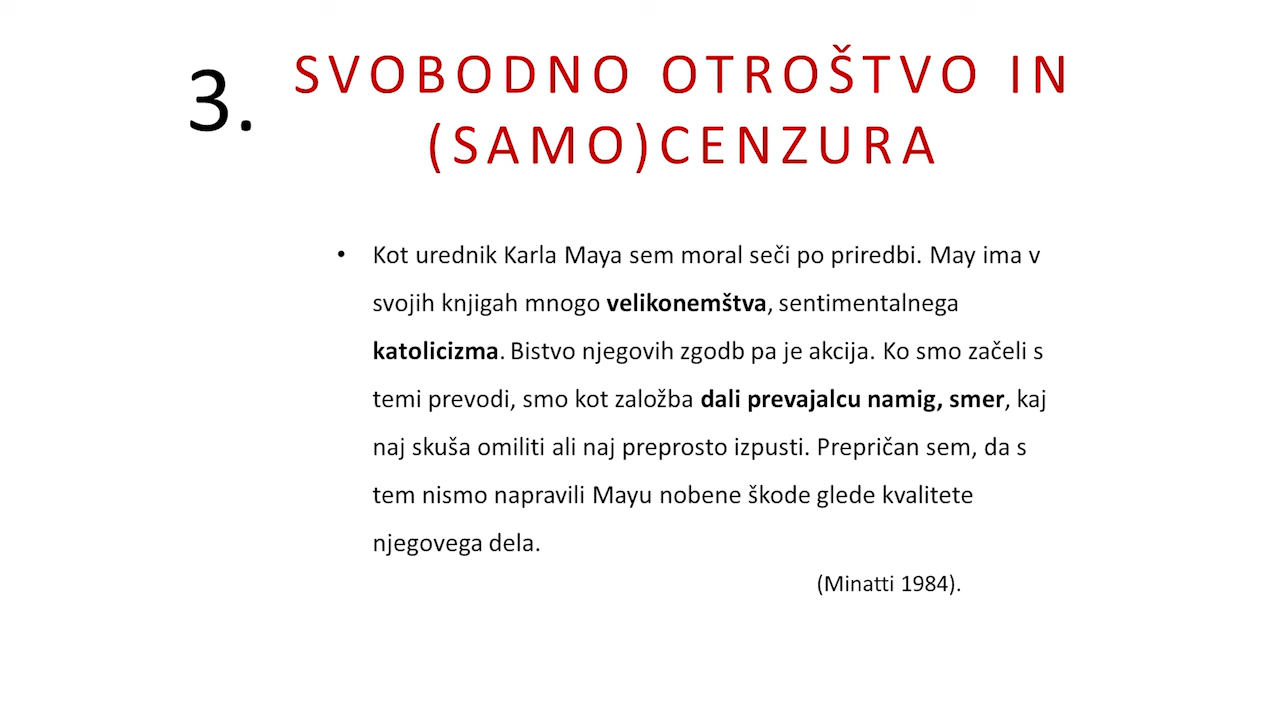 3.
SVOBODNO OTROŠTVO IN
(SAMO)CENZURA
• Kot urednik Karla Maya sem moral seči po priredbi. May ima v
svojih knjigah mnogo velikonemštva, sentimentalnega
katolicizma. Bistvo njegovih zgodb pa je akcija. Ko smo začeli s
temi prevodi, smo kot založba dali prevajalcu namig, smer, kaj
naj skuša omiliti ali naj preprosto izpusti. Prepričan sem, da s
tem nismo napravili Mayu nobene škode glede kvalitete
njegovega dela.
(Minatti 1984).